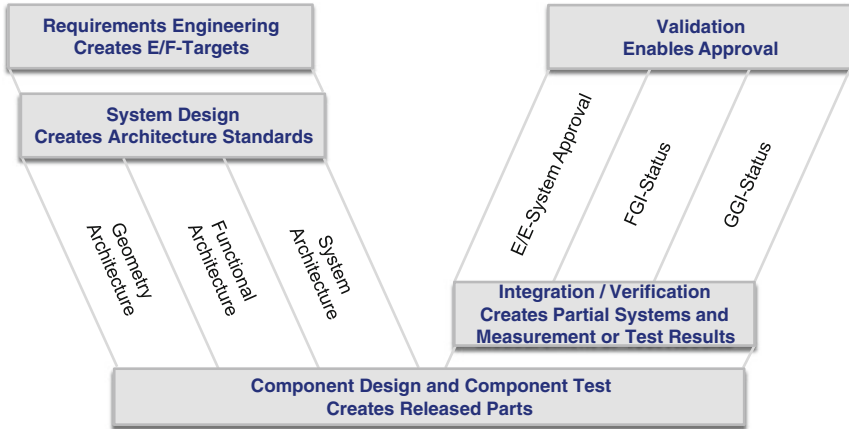 Requirements Engineering
Creates E/F-Targets
Validation
Enables Approval
System Design
Creates Architecture Standards
Geometry
Architecture
Functional
Architecture
System
Architecture
E/E-System Approval
FGI-Status
GGI-Status
Integration / Verification
Creates Partial Systems and
Measurement or Test Results
Component Design and Component Test
Creates Released Parts